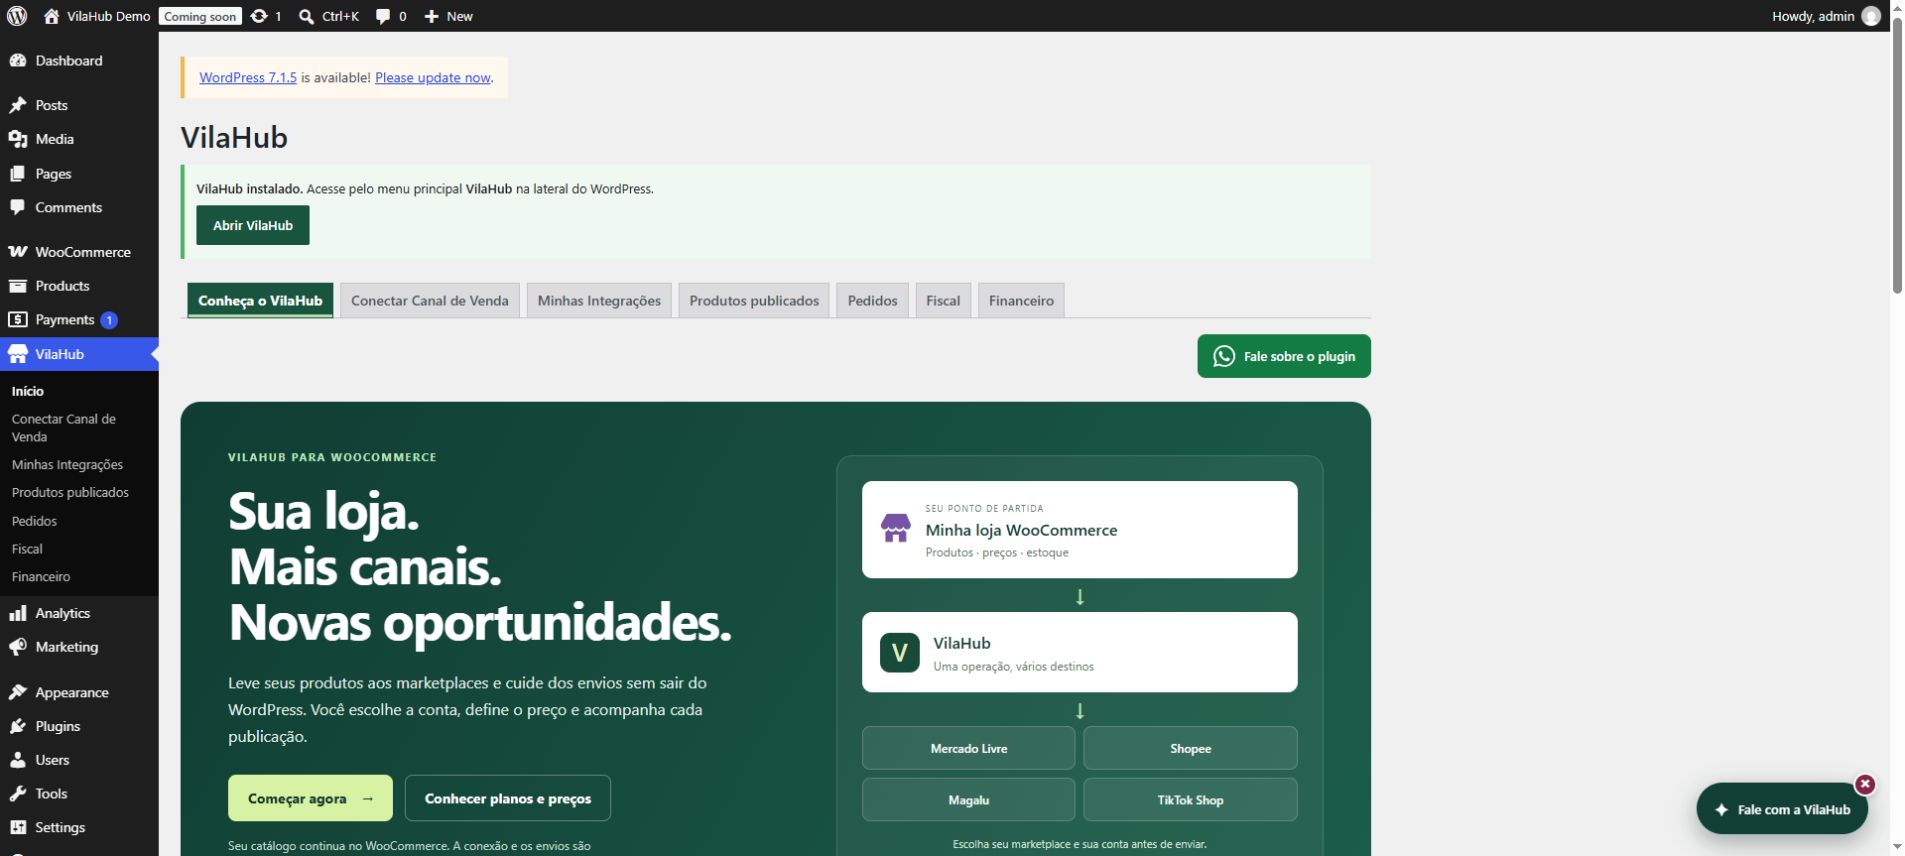 VilaHub Demo Coming soon 1 Ctrl+K 0 New Howdy, admin
Dashboard
Posts
Media
Pages
Comments
WooCommerce
Products
Payments 1
VilaHub
Início
Conectar Canal de
Venda
Minhas Integrações
Produtos publicados
Pedidos
Fiscal
Financeiro
Analytics
Marketing
Appearance
Plugins
Users
Tools
Settings
WordPress 7.1.5 is available! Please update now.
VilaHub
VilaHub instalado. Acesse pelo menu principal VilaHub na lateral do WordPress.
Abrir VilaHub
Conheça o VilaHub Conectar Canal de Venda Minhas Integrações Produtos publicados Pedidos Fiscal Financeiro
Fale sobre o plugin
VILAHUB PARA WOOCOMMERCE
Sua loja.
Mais canais.
Novas oportunidades.
Leve seus produtos aos marketplaces e cuide dos envios sem sair do
WordPress. Você escolhe a conta, define o preço e acompanha cada
publicação.
Começar agora → Conhecer planos e preços
Seu catálogo continua no WooCommerce. A conexão e os envios são
SEU PONTO DE PARTIDA
Minha loja WooCommerce
Produtos · preços · estoque
↓
V VilaHub
Uma operação, vários destinos
↓
Mercado Livre Shopee
Magalu TikTok Shop
Escolha seu marketplace e sua conta antes de enviar.
Fale com a VilaHub